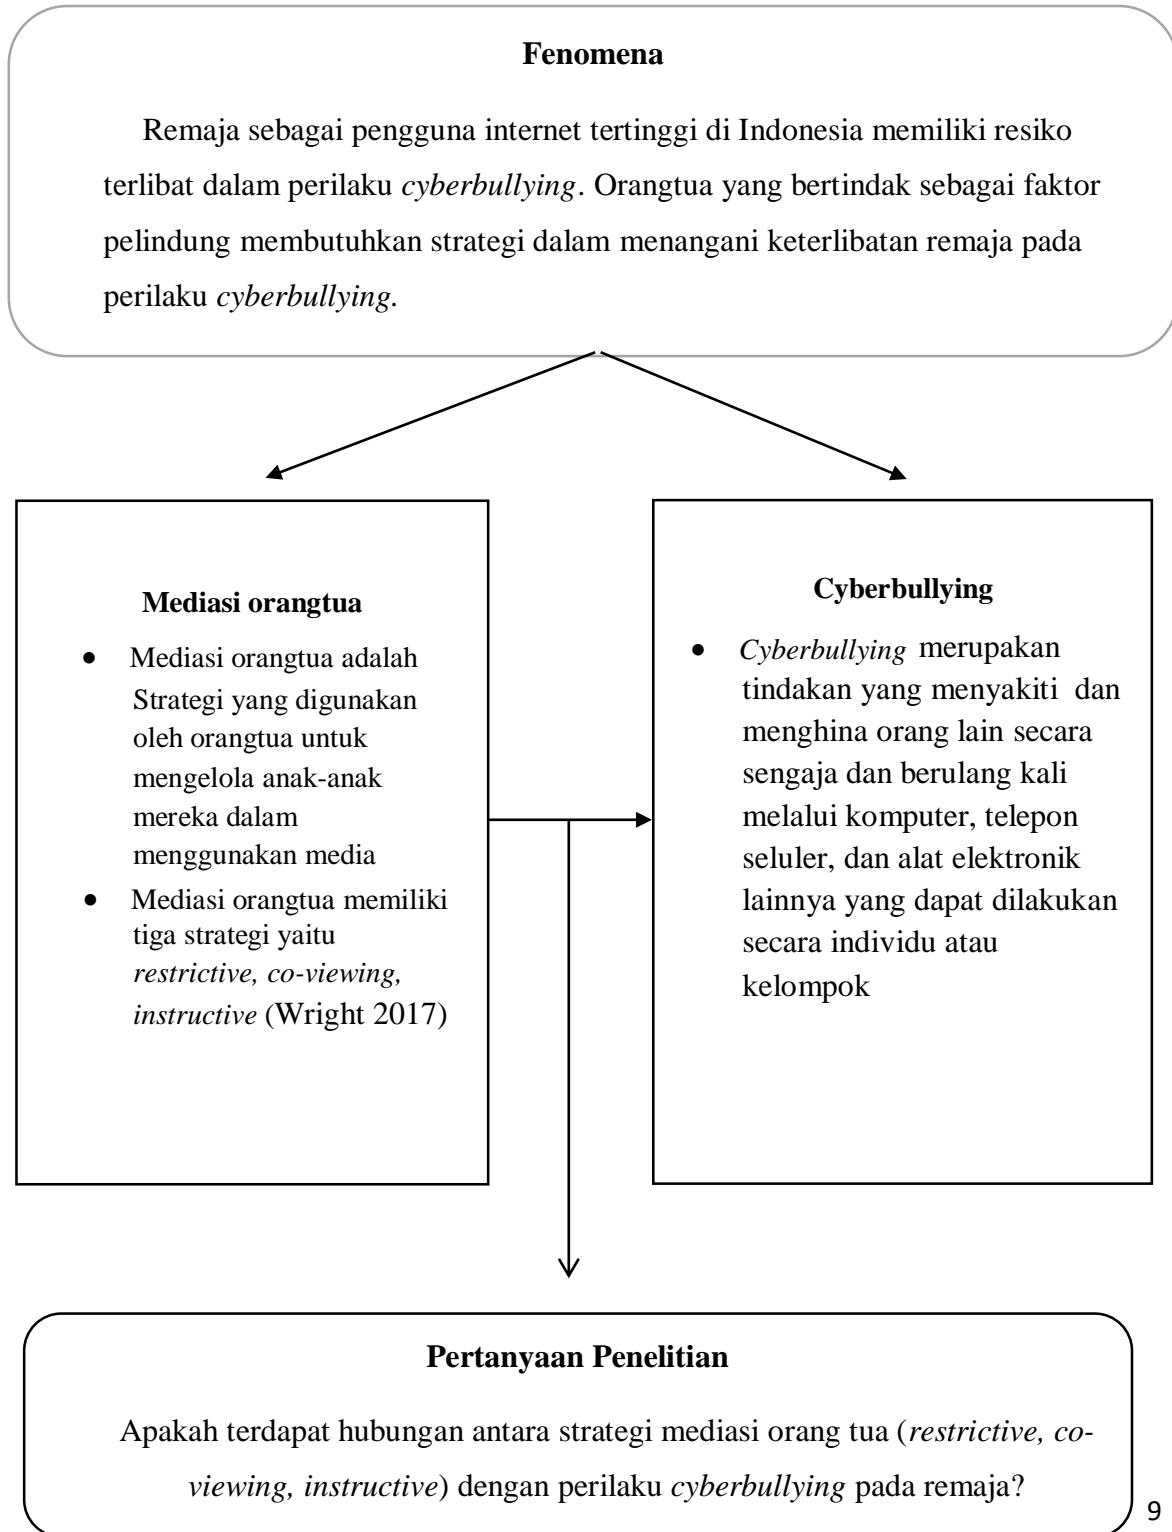 Fenomena
Remaja sebagai pengguna internet tertinggi di Indonesia memiliki resiko
terlibat dalam perilaku cyberbullying. Orangtua yang bertindak sebagai faktor
pelindung membutuhkan strategi dalam menangani keterlibatan remaja pada
perilaku cyberbullying.
Mediasi orangtua
• Mediasi orangtua adalah
Strategi yang digunakan
oleh orangtua untuk
mengelola anak-anak
mereka dalam
menggunakan media
• Mediasi orangtua memiliki
tiga strategi yaitu
restrictive, co-viewing,
instructive (Wright 2017)
Cyberbullying
• Cyberbullying merupakan
tindakan yang menyakiti dan
menghina orang lain secara
sengaja dan berulang kali
melalui komputer, telepon
seluler, dan alat elektronik
lainnya yang dapat dilakukan
secara individu atau
kelompok
Pertanyaan Penelitian
Apakah terdapat hubungan antara strategi mediasi orang tua (restrictive, co-
viewing, instructive) dengan perilaku cyberbullying pada remaja?
9